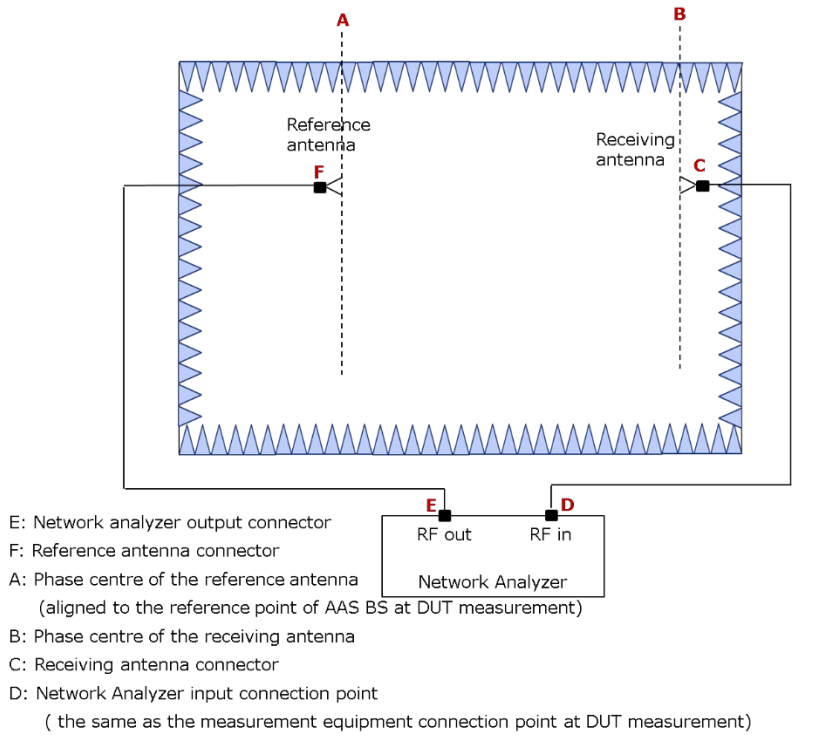 A
B
Reference
antenna
Receiving
antenna
F
C
E
D
RF out
RF in
Network Analyzer
E: Network analyzer output connector
F: Reference antenna connector
A: Phase centre of the reference antenna
(aligned to the reference point of AAS BS at DUT measurement)
B: Phase centre of the receiving antenna
C: Receiving antenna connector
D: Network Analyzer input connection point
( the same as the measurement equipment connection point at DUT measurement)